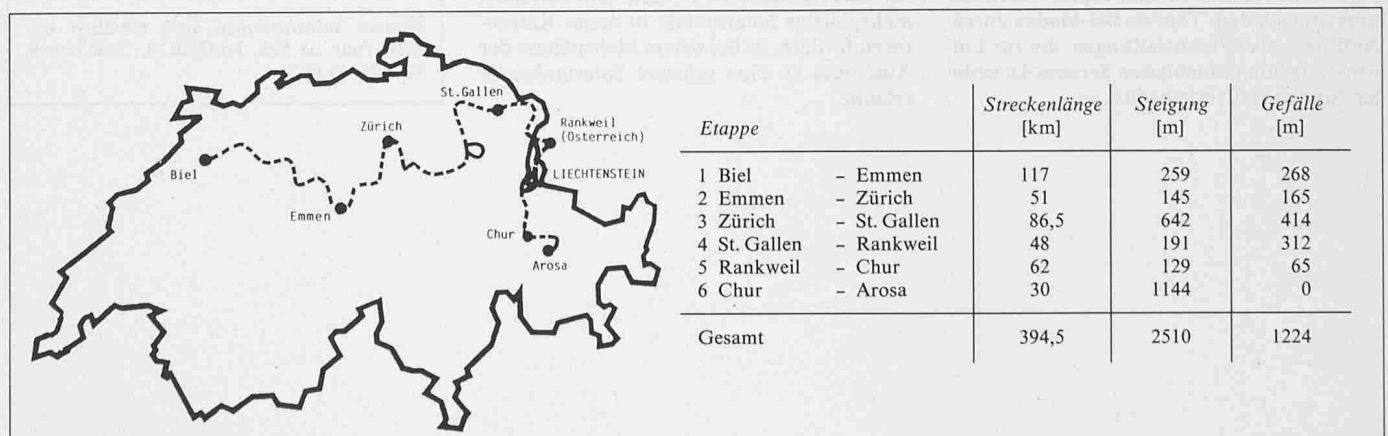 St.Gallen
Zürich
Rankweil
(Österreich)
Biel
LIECHTENSTEIN
Emmen
Chur
Arosa
Etappe Streckenlänge [km] Steigung [m] Gefälle [m]
1 Biel – Emmen 117 259 268
2 Emmen – Zürich 51 145 165
3 Zürich – St. Gallen 86,5 642 414
4 St. Gallen – Rankweil 48 191 312
5 Rankweil – Chur 62 129 65
6 Chur – Arosa 30 1144 0
Gesamt 394,5 2510 1224